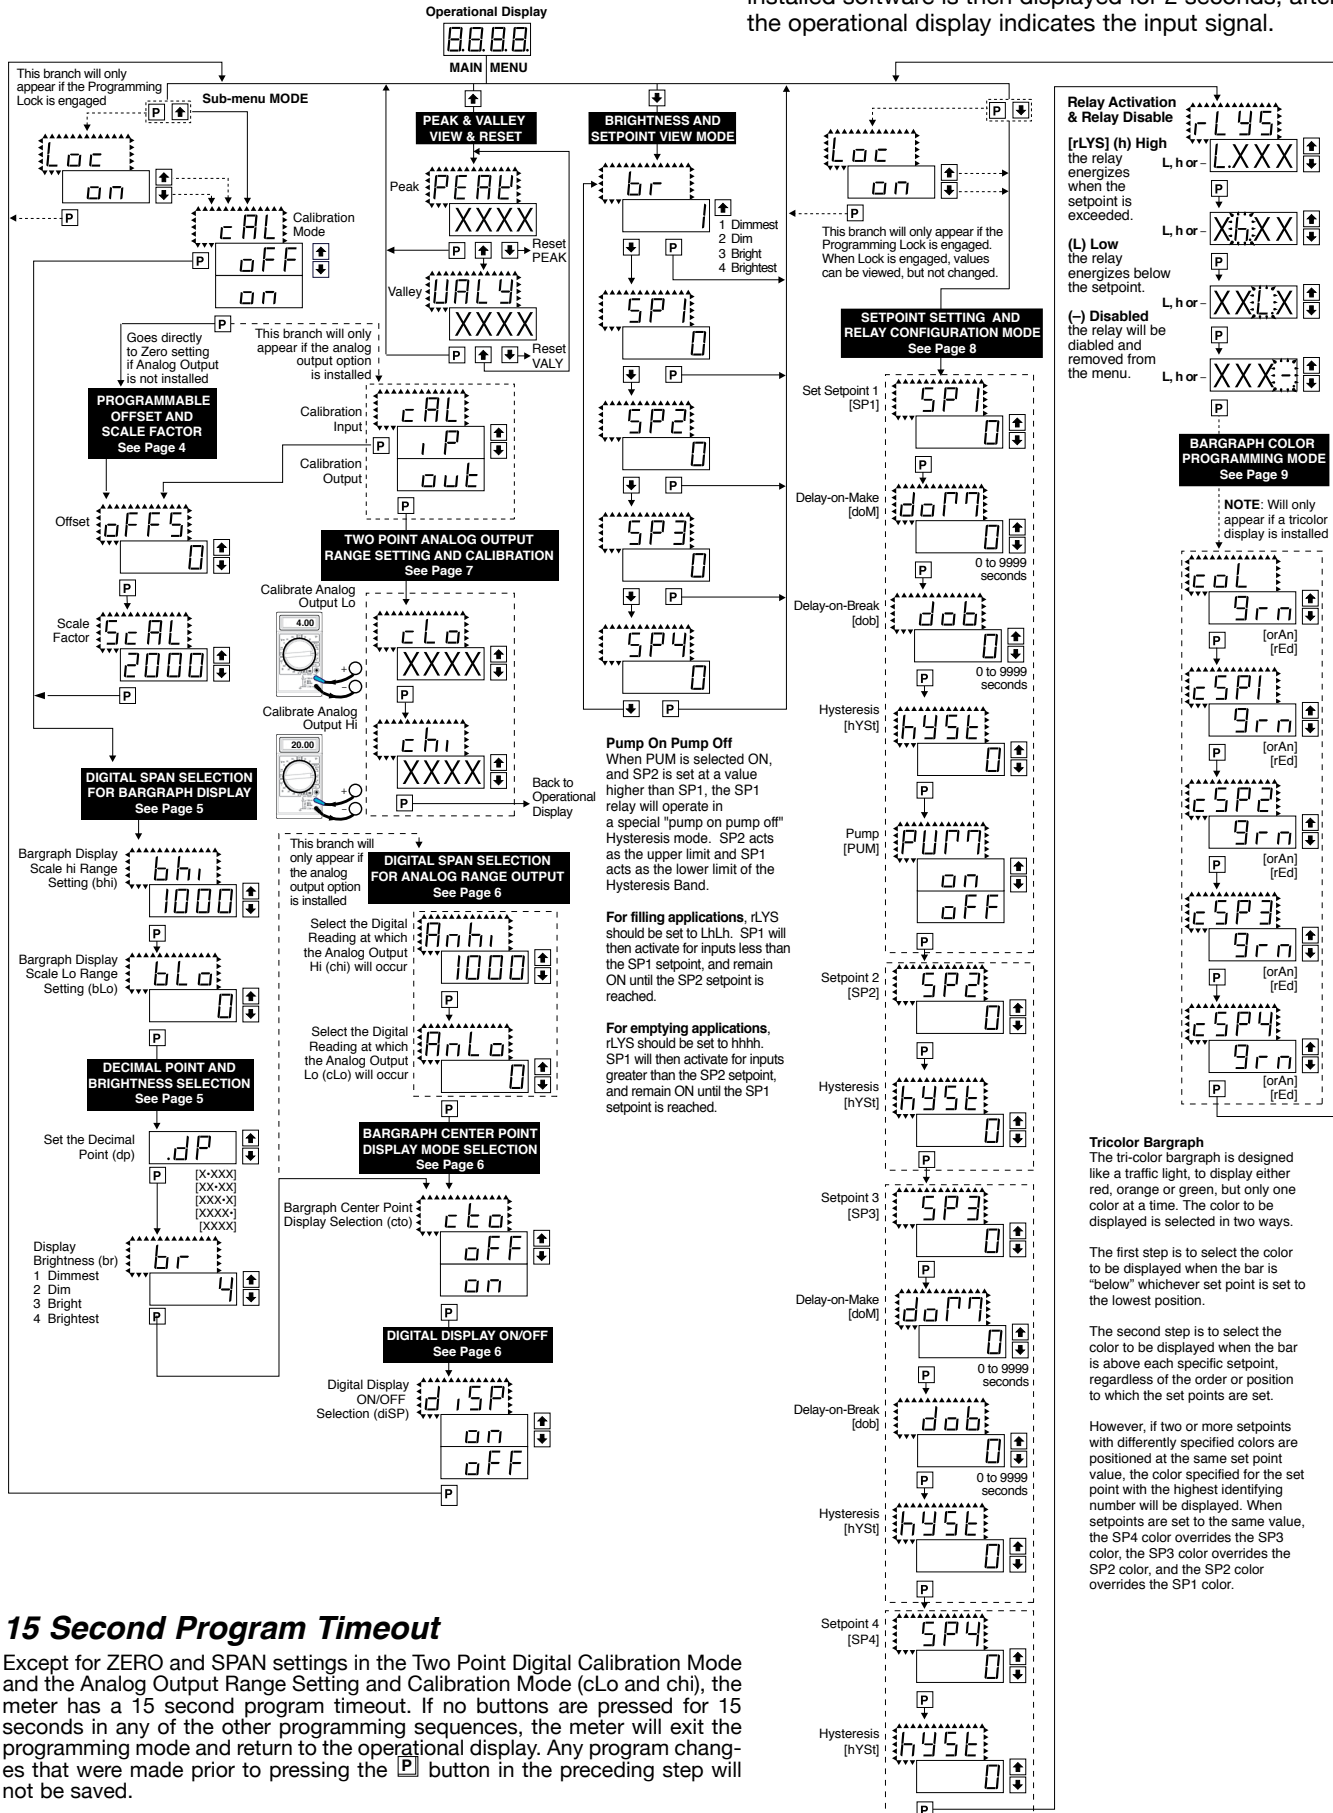 installed software is then displayed for 2 seconds, after
the operational display indicates the input signal.
Operational Display
8.8.8.8.
MAIN MENU
This branch will only
appear if the Programming
Lock is engaged
P
Sub-menu MODE
Loc
on
P
cAL
oFF
on
Calibration
Mode
P
P
Goes directly
to Zero setting
if Analog Output
is not installed
This branch will only
appear if the analog
output option
is installed
PROGRAMMABLE
OFFSET AND
SCALE FACTOR
See Page 4
Calibration
Input
cAL
iP
out
P
Calibration
Output
P
Offset
oFFS
0
P
Scale
Factor
ScAL
2000
P
TWO POINT ANALOG OUTPUT
RANGE SETTING AND CALIBRATION
See Page 7
Calibrate Analog
Output Lo
4.00
+
–
cLo
XXXX
P
Calibrate Analog
Output Hi
20.00
+
–
chi
XXXX
P
Back to
Operational
Display
DIGITAL SPAN SELECTION
FOR BARGRAPH DISPLAY
See Page 5
Bargraph Display
Scale hi Range
Setting (bhi)
bhi
1000
P
Bargraph Display
Scale Lo Range
Setting (bLo)
bLo
0
P
DECIMAL POINT AND
BRIGHTNESS SELECTION
See Page 5
Set the Decimal
Point (dp)
.dP
P
[X•XXX]
[XX•XX]
[XXX•X]
[XXXX•]
[XXXX]
Display
Brightness (br)
1 Dimmest
2 Dim
3 Bright
4 Brightest
br
4
P
This branch will
only appear if
the analog
output option
is installed
DIGITAL SPAN SELECTION
FOR ANALOG RANGE OUTPUT
See Page 6
Select the Digital
Reading at which
the Analog Output
Hi (chi) will occur
Anhi
1000
P
Select the Digital
Reading at which
the Analog Output
Lo (cLo) will occur
AnLo
0
P
BARGRAPH CENTER POINT
DISPLAY MODE SELECTION
See Page 6
Bargraph Center Point
Display Selection (cto)
cto
oFF
on
P
DIGITAL DISPLAY ON/OFF
See Page 6
Digital Display
ON/OFF
Selection (diSP)
diSP
on
oFF
P
PEAK & VALLEY
VIEW & RESET
Peak
PEAK
XXXX
P
Reset
PEAK
Valley
VALY
XXXX
P
Reset
VALY
BRIGHTNESS AND
SETPOINT VIEW MODE
br
1
1 Dimmest
2 Dim
3 Bright
4 Brightest
P
SP1
0
P
SP2
0
P
SP3
0
P
SP4
0
P
Pump On Pump Off
When PUM is selected ON,
and SP2 is set at a value
higher than SP1, the SP1
relay will operate in
a special "pump on pump off"
Hysteresis mode. SP2 acts
as the upper limit and SP1
acts as the lower limit of the
Hysteresis Band.
For filling applications, rLYS
should be set to LhLh. SP1 will
then activate for inputs less than
the SP1 setpoint, and remain
ON until the SP2 setpoint is
reached.
For emptying applications,
rLYS should be set to hhhh.
SP1 will then activate for inputs
greater than the SP2 setpoint,
and remain ON until the SP1
setpoint is reached.
P
Loc
on
P
This branch will only appear if the
Programming Lock is engaged.
When Lock is engaged, values
can be viewed, but not changed.
SETPOINT SETTING AND
RELAY CONFIGURATION MODE
See Page 8
Set Setpoint 1
[SP1]
SP1
0
P
Delay-on-Make
[doM]
doM
0
0 to 9999
seconds
P
Delay-on-Break
[dob]
dob
0
0 to 9999
seconds
P
Hysteresis
[hYSt]
hYSt
0
P
Pump
[PUM]
PUM
on
oFF
P
Setpoint 2
[SP2]
SP2
0
P
Hysteresis
[hYSt]
hYSt
0
P
Setpoint 3
[SP3]
SP3
0
P
Delay-on-Make
[doM]
doM
0
0 to 9999
seconds
P
Delay-on-Break
[dob]
dob
0
0 to 9999
seconds
P
Hysteresis
[hYSt]
hYSt
0
P
Setpoint 4
[SP4]
SP4
0
P
Hysteresis
[hYSt]
hYSt
0
P
Relay Activation
& Relay Disable
[rLYS] (h) High
the relay
energizes
when the
setpoint is
exceeded.
(L) Low
the relay
energizes below
the setpoint.
(–) Disabled
the relay will be
diabled and
removed from
the menu.
rLYS
L, h or –
L.XXX
P
L, h or –
XhXX
P
L, h or –
XXLX
P
L, h or –
XXX–
P
BARGRAPH COLOR
PROGRAMMING MODE
See Page 9
NOTE: Will only
appear if a tricolor
display is installed
coL
grn
[orAn]
[rEd]
P
cSP1
grn
[orAn]
[rEd]
P
cSP2
grn
[orAn]
[rEd]
P
cSP3
grn
[orAn]
[rEd]
P
cSP4
grn
[orAn]
[rEd]
P
Tricolor Bargraph
The tri-color bargraph is designed
like a traffic light, to display either
red, orange or green, but only one
color at a time. The color to be
displayed is selected in two ways.
The first step is to select the color
to be displayed when the bar is
“below” whichever set point is set to
the lowest position.
The second step is to select the
color to be displayed when the bar
is above each specific setpoint,
regardless of the order or position
to which the set points are set.
However, if two or more setpoints
with differently specified colors are
positioned at the same set point
value, the color specified for the set
point with the highest identifying
number will be displayed. When
setpoints are set to the same value,
the SP4 color overrides the SP3
color, the SP3 color overrides the
SP2 color, and the SP2 color
overrides the SP1 color.
15 Second Program Timeout
Except for ZERO and SPAN settings in the Two Point Digital Calibration Mode
and the Analog Output Range Setting and Calibration Mode (cLo and chi), the
meter has a 15 second program timeout. If no buttons are pressed for 15
seconds in any of the other programming sequences, the meter will exit the
programming mode and return to the operational display. Any program chang-
es that were made prior to pressing the P button in the preceding step will
not be saved.